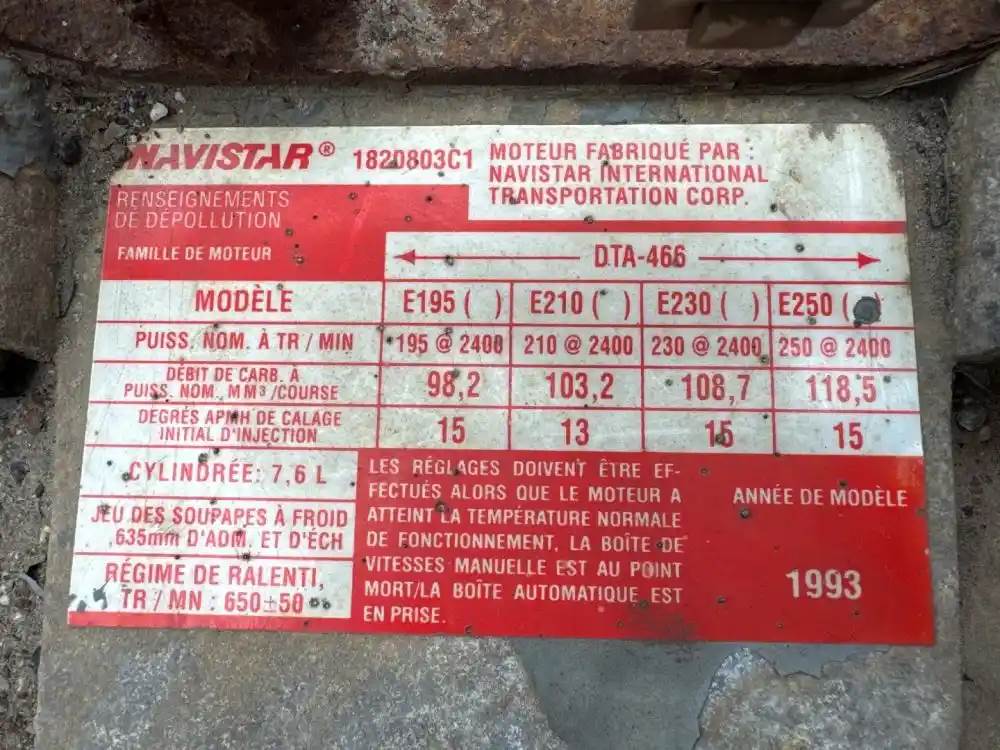 NAVISTAR® 1820803C1
MOTEUR FABRIQUÉ PAR :
NAVISTAR INTERNATIONAL
TRANSPORTATION CORP.
RENSEIGNEMENTS
DE DÉPOLLUTION
FAMILLE DE MOTEUR
DTA-466
MODÈLE E195 ( ) E210 ( ) E230 ( ) E250 ( )
PUISS. NOM. À TR / MIN 195 @ 2400 210 @ 2400 230 @ 2400 250 @ 2400
DÉBIT DE CARB. À
PUISS. NOM. MM³ /COURSE 98,2 103,2 108,7 118,5
DEGRÉS APMH DE CALAGE
INITIAL D'INJECTION 15 13 15 15
CYLINDRÉE: 7,6 L
JEU DES SOUPAPES À FROID
,635mm D'ADM. ET D'ÉCH
RÉGIME DE RALENTI,
TR / MN : 650±50
LES RÉGLAGES DOIVENT ÊTRE EF-
FECTUÉS ALORS QUE LE MOTEUR A
ATTEINT LA TEMPÉRATURE NORMALE
DE FONCTIONNEMENT, LA BOÎTE DE
VITESSES MANUELLE EST AU POINT
MORT/LA BOÎTE AUTOMATIQUE EST
EN PRISE.
ANNÉE DE MODÈLE
1993